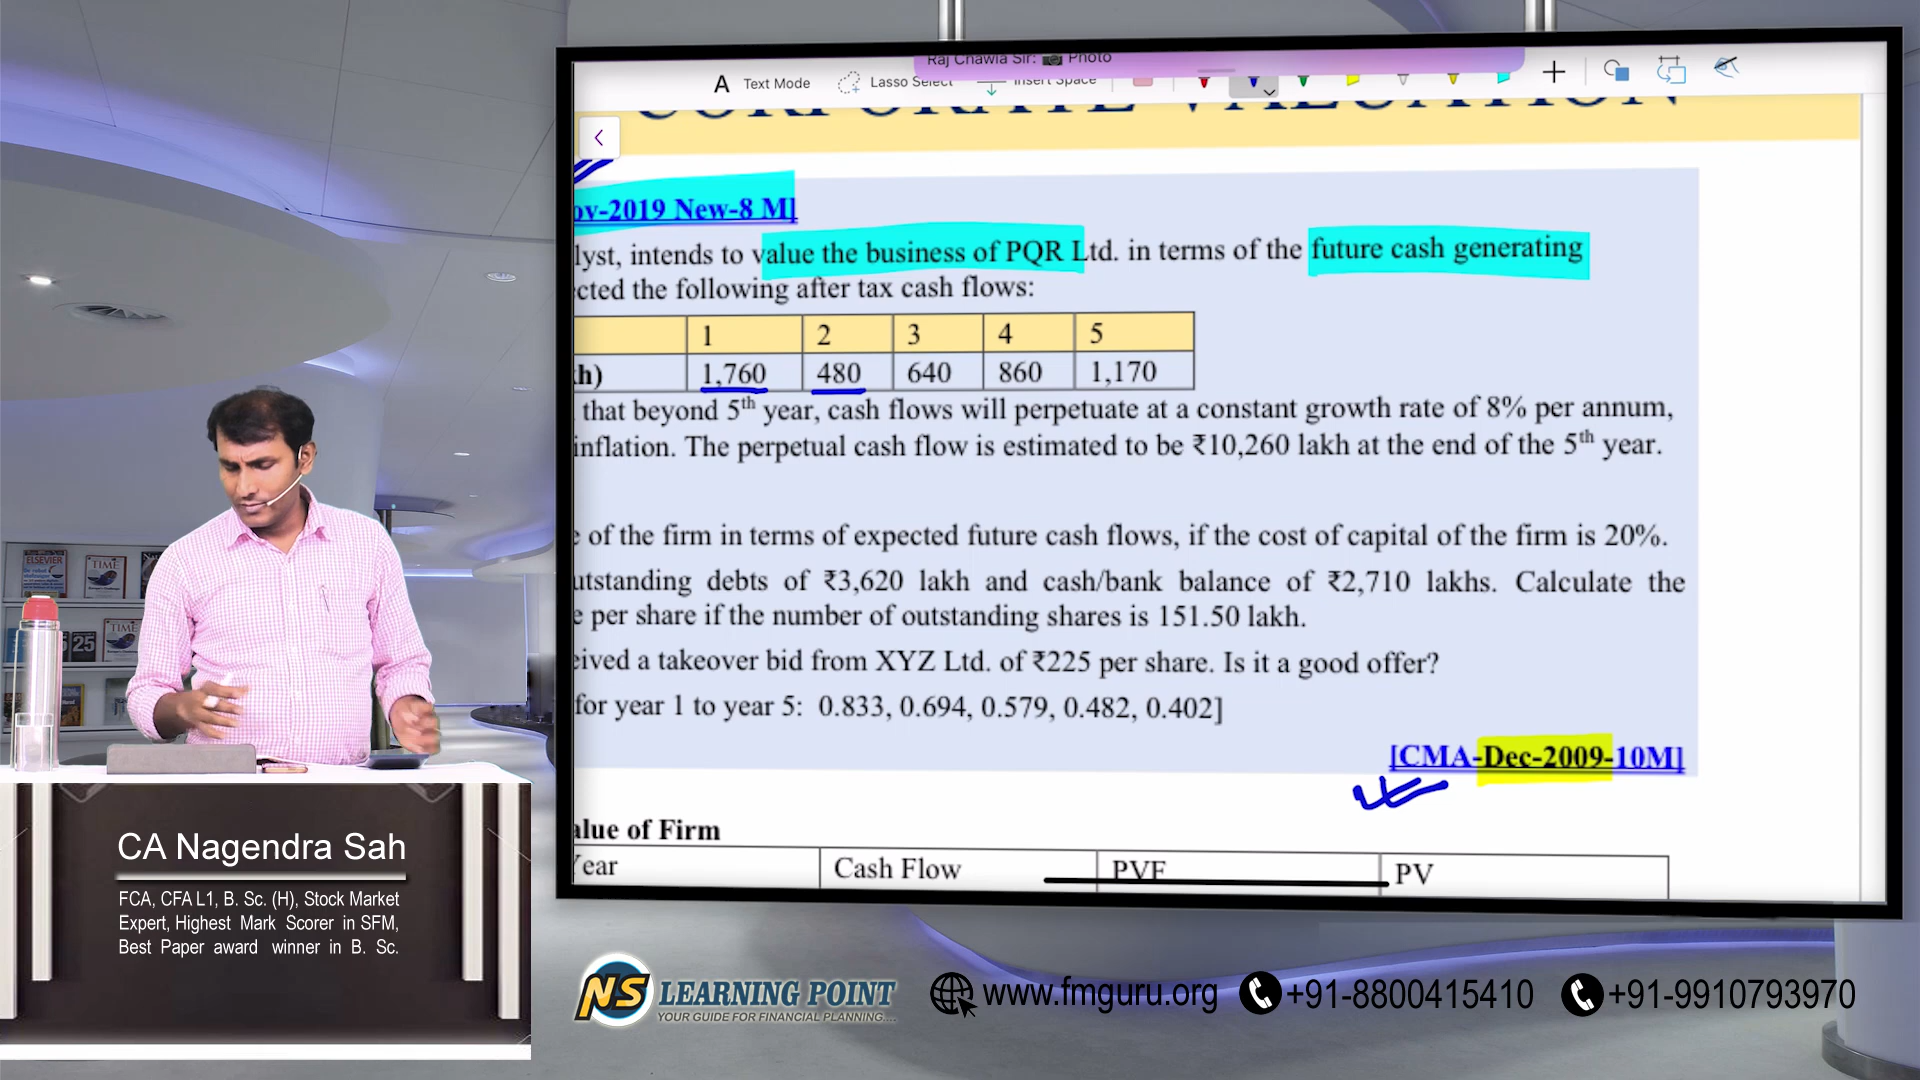 Raj Chawla Sir: Photo
A Text Mode Lasso Select Insert Space
CORPORATE VALUATION
ov-2019 New-8 M]
lyst, intends to value the business of PQR Ltd. in terms of the future cash generating
cted the following after tax cash flows:
1 2 3 4 5
h) 1,760 480 640 860 1,170
that beyond 5th year, cash flows will perpetuate at a constant growth rate of 8% per annum,
inflation. The perpetual cash flow is estimated to be ₹10,260 lakh at the end of the 5th year.
e of the firm in terms of expected future cash flows, if the cost of capital of the firm is 20%.
utstanding debts of ₹3,620 lakh and cash/bank balance of ₹2,710 lakhs. Calculate the
e per share if the number of outstanding shares is 151.50 lakh.
eived a takeover bid from XYZ Ltd. of ₹225 per share. Is it a good offer?
for year 1 to year 5: 0.833, 0.694, 0.579, 0.482, 0.402]
[CMA-Dec-2009-10M]
alue of Firm
Year Cash Flow PVF PV
ELSEVIER
TIME
TIME
25
CA Nagendra Sah
FCA, CFA L1, B. Sc. (H), Stock Market
Expert, Highest Mark Scorer in SFM,
Best Paper award winner in B. Sc.
NS LEARNING POINT
YOUR GUIDE FOR FINANCIAL PLANNING....
www.fmguru.org +91-8800415410 +91-9910793970